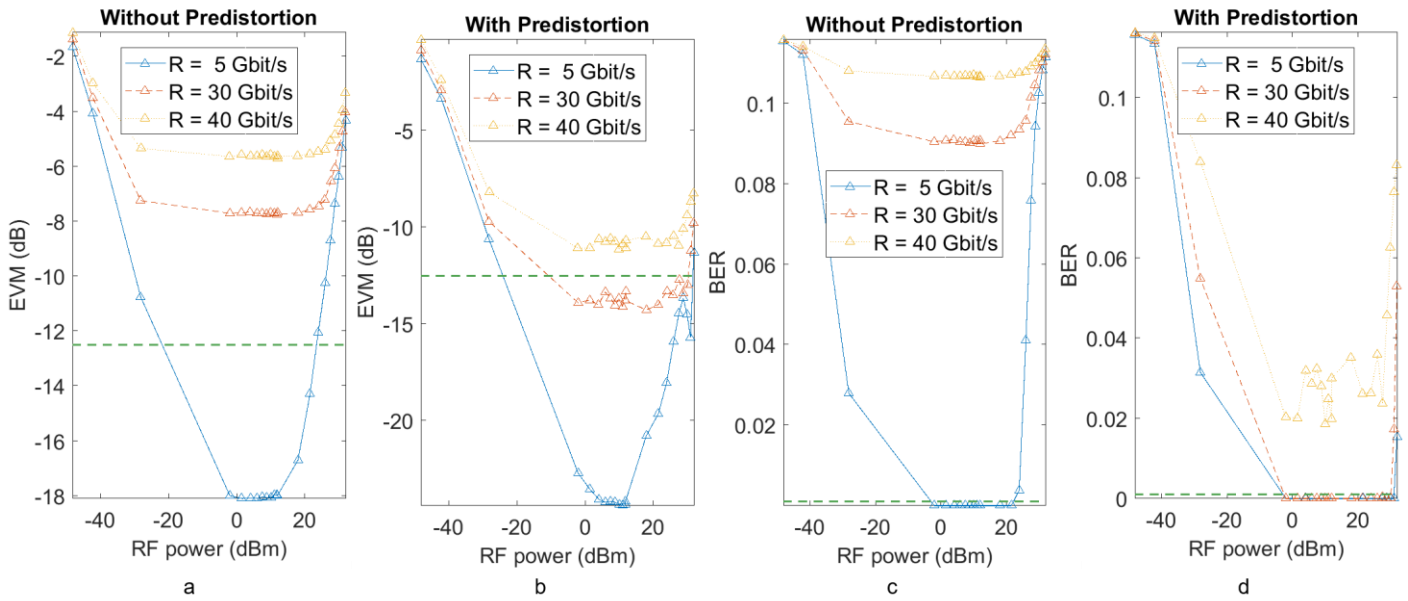 Without Predistortion
-2
-4
-6
-8
-10
-12
-14
-16
-18
EVM (dB)
R =  5 Gbit/s
R = 30 Gbit/s
R = 40 Gbit/s
-40
-20
0
20
RF power (dBm)
a
With Predistortion
-5
-10
-15
-20
EVM (dB)
R =  5 Gbit/s
R = 30 Gbit/s
R = 40 Gbit/s
-40
-20
0
20
RF power (dBm)
b
Without Predistortion
0.1
0.08
0.06
0.04
0.02
BER
R =  5 Gbit/s
R = 30 Gbit/s
R = 40 Gbit/s
-40
-20
0
20
RF power (dBm)
c
With Predistortion
0.1
0.08
0.06
0.04
0.02
0
BER
R =  5 Gbit/s
R = 30 Gbit/s
R = 40 Gbit/s
-40
-20
0
20
RF power (dBm)
d